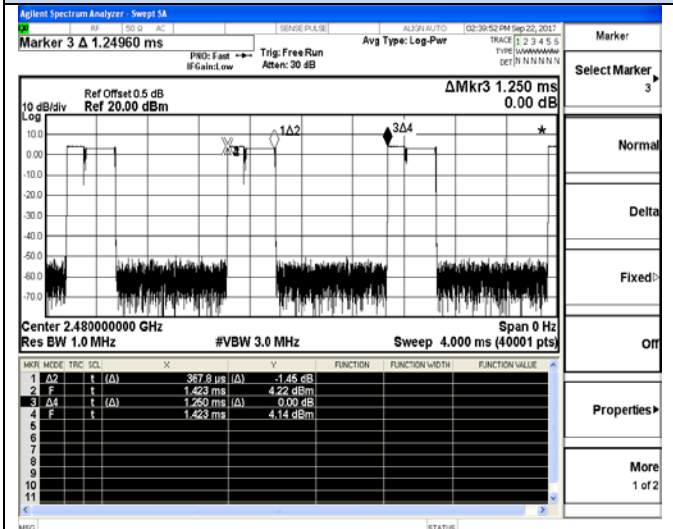 Agilent Spectrum Analyzer - Swept SA
RF 50 Ω AC SENSE:PULSE ALIGN AUTO 02:39:52 PM Sep 22, 2017
Marker 3 Δ 1.24960 ms
PNO: Fast
IFGain:Low
Trig: Free Run
Atten: 30 dB
Avg Type: Log-Pwr
TRACE 1 2 3 4 5 6
TYPE
DET N N N N N N
Ref Offset 0.5 dB
10 dB/div Ref 20.00 dBm
Log
ΔMkr3 1.250 ms
0.00 dB
10.0
0.00
-10.0
-20.0
-30.0
-40.0
-50.0
-60.0
-70.0
1Δ2
3Δ4
*
Center 2.480000000 GHz
Span 0 Hz
Res BW 1.0 MHz #VBW 3.0 MHz Sweep 4.000 ms (40001 pts)
MKR MODE TRC SCL X Y FUNCTION FUNCTION WIDTH FUNCTION VALUE
1 Δ2 t (Δ) 367.8 us (Δ) -1.45 dB
2 F t 1.423 ms 4.22 dBm
3 Δ4 t (Δ) 1.250 ms (Δ) 0.00 dB
4 F t 1.423 ms 4.14 dBm
5
6
7
8
9
10
11
MSG STATUS
Marker
Select Marker
3
Normal
Delta
Fixed
Off
Properties
More
1 of 2